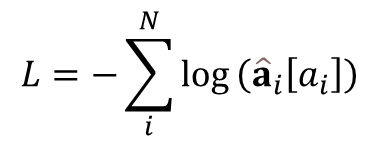 L = − ∑_{i}^{N} log (𝐚̂_i[a_i])